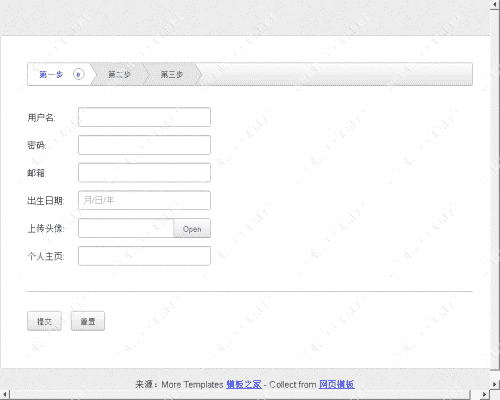 第一步 0 第二步 第三步
用户名:
密码:
邮箱:
出生日期: 月/日/年
上传头像: Open
个人主页:
提交 重置
来源：More Templates 模板之家 - Collect from 网页模板